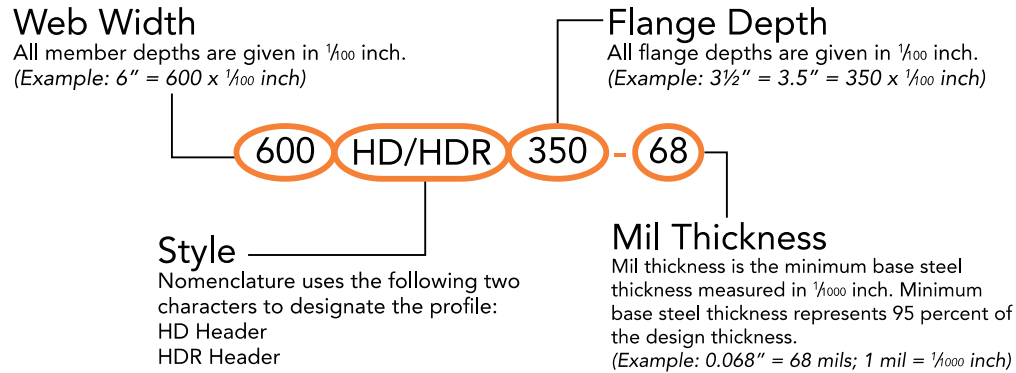 Web Width
All member depths are given in 1/100 inch.
(Example: 6" = 600 x 1/100 inch)
Flange Depth
All flange depths are given in 1/100 inch.
(Example: 3½" = 3.5" = 350 x 1/100 inch)
600 HD/HDR 350 - 68
Style
Nomenclature uses the following two
characters to designate the profile:
HD Header
HDR Header
Mil Thickness
Mil thickness is the minimum base steel
thickness measured in 1/1000 inch. Minimum
base steel thickness represents 95 percent of
the design thickness.
(Example: 0.068" = 68 mils; 1 mil = 1/1000 inch)